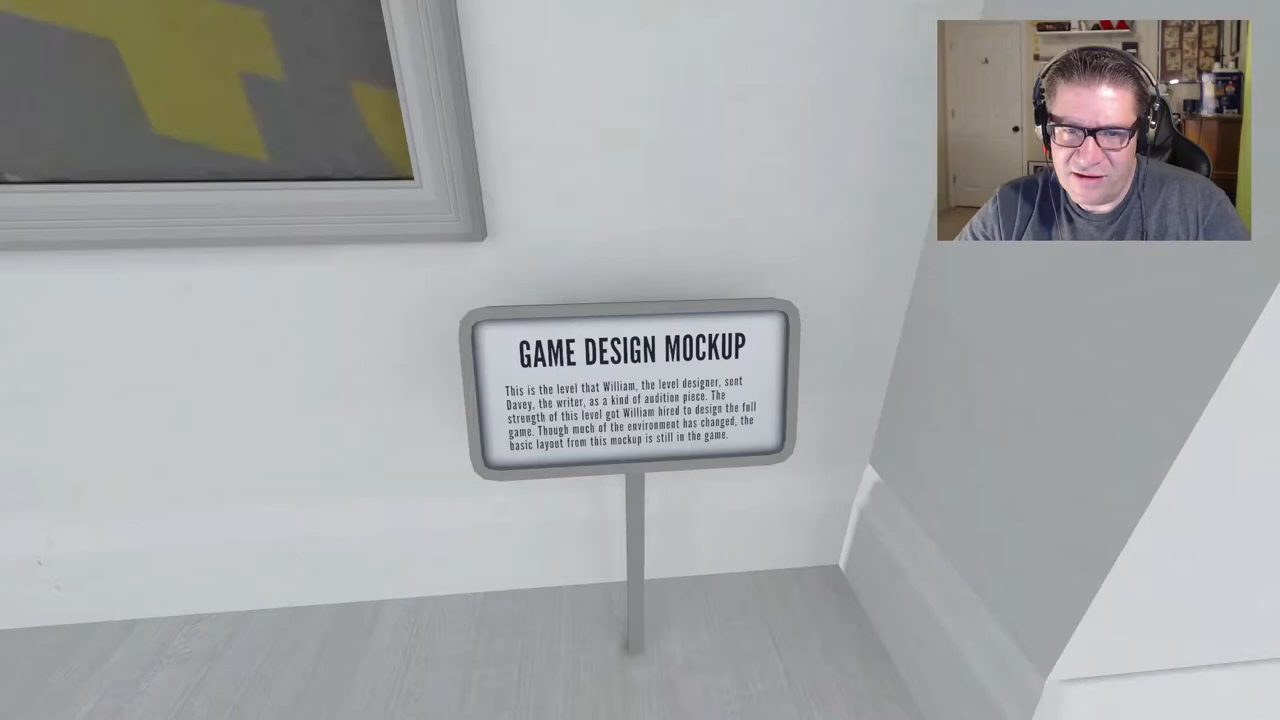 GAME DESIGN MOCKUP
This is the level that William, the level designer, sent
Davey, the writer, as a kind of audition piece. The
strength of this level got William hired to design the full
game. Though much of the environment has changed, the
basic layout from this mockup is still in the game.